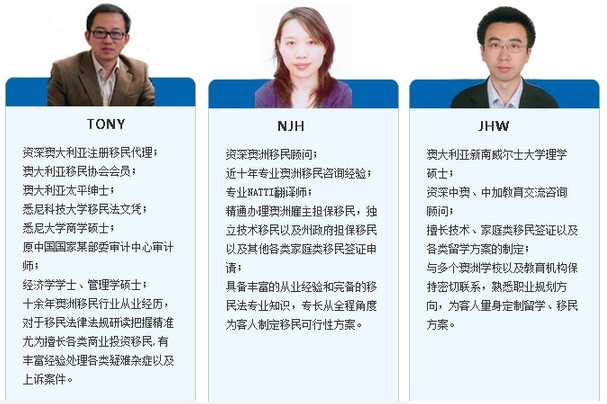 TONY
资深澳大利亚注册移民代理；
澳大利亚移民协会会员；
澳大利亚太平绅士；
悉尼科技大学移民法文凭；
悉尼大学商学硕士；
原中国国家某部委审计中心审计
师；
经济学学士、管理学硕士；
十余年澳洲移民行业从业经历，
对于移民法律法规研读把握精准
尤为擅长各类商业投资移民，有
丰富经验处理各类疑难杂症以及
上诉案件。
NJH
资深澳洲移民顾问；
近十年专业澳洲移民咨询经验；
专业NATTI翻译师；
精通办理澳洲雇主担保移民，独
立技术移民以及州政府担保移民
以及其他各类家庭类移民签证申
请；
具备丰富的从业经验和完备的移
民法专业知识，专长从全程角度
为客人制定移民可行性方案。
JHW
澳大利亚新南威尔士大学理学
硕士；
资深中澳、中加教育交流咨询
顾问；
擅长技术、家庭类移民签证以及
各类留学方案的制定；
与多个澳洲学校以及教育机构保
持密切联系，熟悉职业规划方
向，为客人量身定制留学、移民
方案。